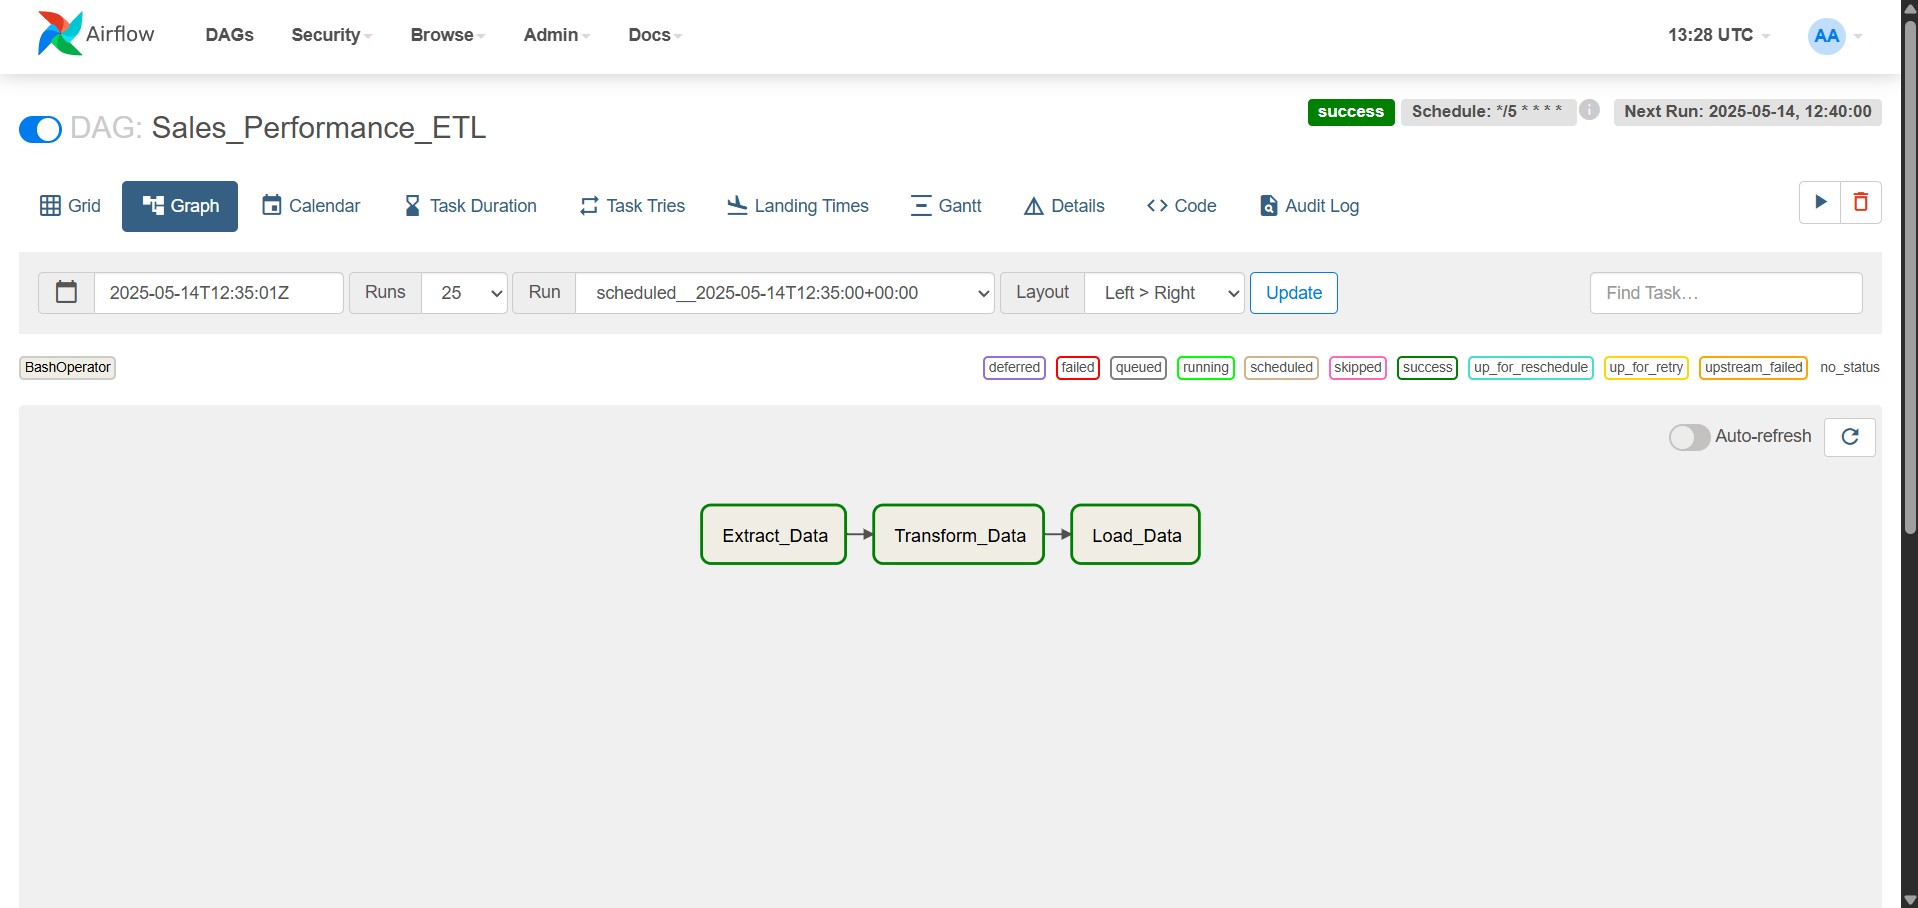 Airflow DAGs Security Browse Admin Docs 13:28 UTC AA
DAG: Sales_Performance_ETL success Schedule: */5 * * * * i Next Run: 2025-05-14, 12:40:00
Grid Graph Calendar Task Duration Task Tries Landing Times Gantt Details Code Audit Log
2025-05-14T12:35:01Z Runs 25 Run scheduled__2025-05-14T12:35:00+00:00 Layout Left > Right Update Find Task…
BashOperator deferred failed queued running scheduled skipped success up_for_reschedule up_for_retry upstream_failed no_status
Auto-refresh
Extract_Data Transform_Data Load_Data